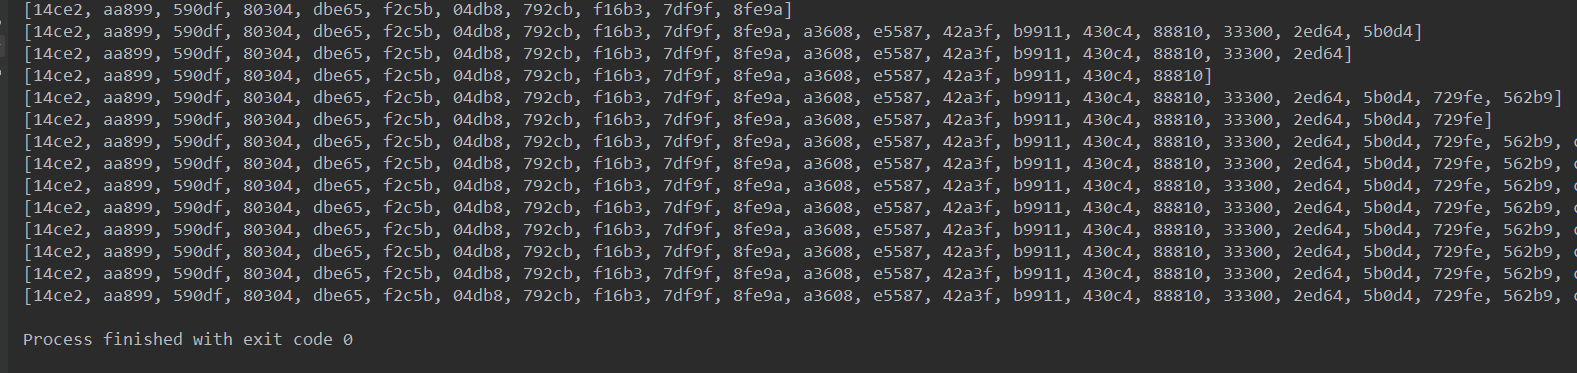 [14ce2, aa899, 590df, 80304, dbe65, f2c5b, 04db8, 792cb, f16b3, 7df9f, 8fe9a]
[14ce2, aa899, 590df, 80304, dbe65, f2c5b, 04db8, 792cb, f16b3, 7df9f, 8fe9a, a3608, e5587, 42a3f, b9911, 430c4, 88810, 33300, 2ed64, 5b0d4]
[14ce2, aa899, 590df, 80304, dbe65, f2c5b, 04db8, 792cb, f16b3, 7df9f, 8fe9a, a3608, e5587, 42a3f, b9911, 430c4, 88810, 33300, 2ed64]
[14ce2, aa899, 590df, 80304, dbe65, f2c5b, 04db8, 792cb, f16b3, 7df9f, 8fe9a, a3608, e5587, 42a3f, b9911, 430c4, 88810]
[14ce2, aa899, 590df, 80304, dbe65, f2c5b, 04db8, 792cb, f16b3, 7df9f, 8fe9a, a3608, e5587, 42a3f, b9911, 430c4, 88810, 33300, 2ed64, 5b0d4, 729fe, 562b9]
[14ce2, aa899, 590df, 80304, dbe65, f2c5b, 04db8, 792cb, f16b3, 7df9f, 8fe9a, a3608, e5587, 42a3f, b9911, 430c4, 88810, 33300, 2ed64, 5b0d4, 729fe]
[14ce2, aa899, 590df, 80304, dbe65, f2c5b, 04db8, 792cb, f16b3, 7df9f, 8fe9a, a3608, e5587, 42a3f, b9911, 430c4, 88810, 33300, 2ed64, 5b0d4, 729fe, 562b9,
[14ce2, aa899, 590df, 80304, dbe65, f2c5b, 04db8, 792cb, f16b3, 7df9f, 8fe9a, a3608, e5587, 42a3f, b9911, 430c4, 88810, 33300, 2ed64, 5b0d4, 729fe, 562b9,
[14ce2, aa899, 590df, 80304, dbe65, f2c5b, 04db8, 792cb, f16b3, 7df9f, 8fe9a, a3608, e5587, 42a3f, b9911, 430c4, 88810, 33300, 2ed64, 5b0d4, 729fe, 562b9,
[14ce2, aa899, 590df, 80304, dbe65, f2c5b, 04db8, 792cb, f16b3, 7df9f, 8fe9a, a3608, e5587, 42a3f, b9911, 430c4, 88810, 33300, 2ed64, 5b0d4, 729fe, 562b9,
[14ce2, aa899, 590df, 80304, dbe65, f2c5b, 04db8, 792cb, f16b3, 7df9f, 8fe9a, a3608, e5587, 42a3f, b9911, 430c4, 88810, 33300, 2ed64, 5b0d4, 729fe, 562b9,
[14ce2, aa899, 590df, 80304, dbe65, f2c5b, 04db8, 792cb, f16b3, 7df9f, 8fe9a, a3608, e5587, 42a3f, b9911, 430c4, 88810, 33300, 2ed64, 5b0d4, 729fe, 562b9,
[14ce2, aa899, 590df, 80304, dbe65, f2c5b, 04db8, 792cb, f16b3, 7df9f, 8fe9a, a3608, e5587, 42a3f, b9911, 430c4, 88810, 33300, 2ed64, 5b0d4, 729fe, 562b9,
[14ce2, aa899, 590df, 80304, dbe65, f2c5b, 04db8, 792cb, f16b3, 7df9f, 8fe9a, a3608, e5587, 42a3f, b9911, 430c4, 88810, 33300, 2ed64, 5b0d4, 729fe, 562b9,
Process finished with exit code 0